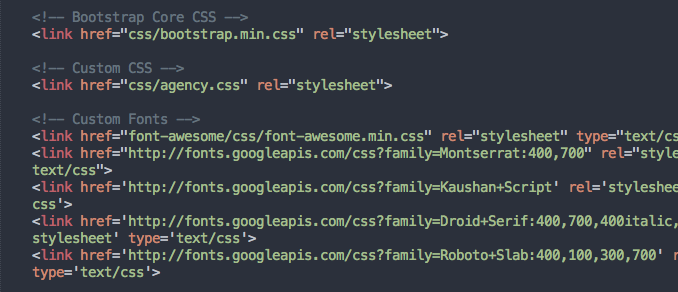 <!-- Bootstrap Core CSS -->
<link href="css/bootstrap.min.css" rel="stylesheet">
<!-- Custom CSS -->
<link href="css/agency.css" rel="stylesheet">
<!-- Custom Fonts -->
<link href="font-awesome/css/font-awesome.min.css" rel="stylesheet" type="text/cs
<link href="http://fonts.googleapis.com/css?family=Montserrat:400,700" rel="style
text/css">
<link href='http://fonts.googleapis.com/css?family=Kaushan+Script' rel='styleshee
css'>
<link href='http://fonts.googleapis.com/css?family=Droid+Serif:400,700,400italic,
stylesheet' type='text/css'>
<link href='http://fonts.googleapis.com/css?family=Roboto+Slab:400,100,300,700' r
type='text/css'>